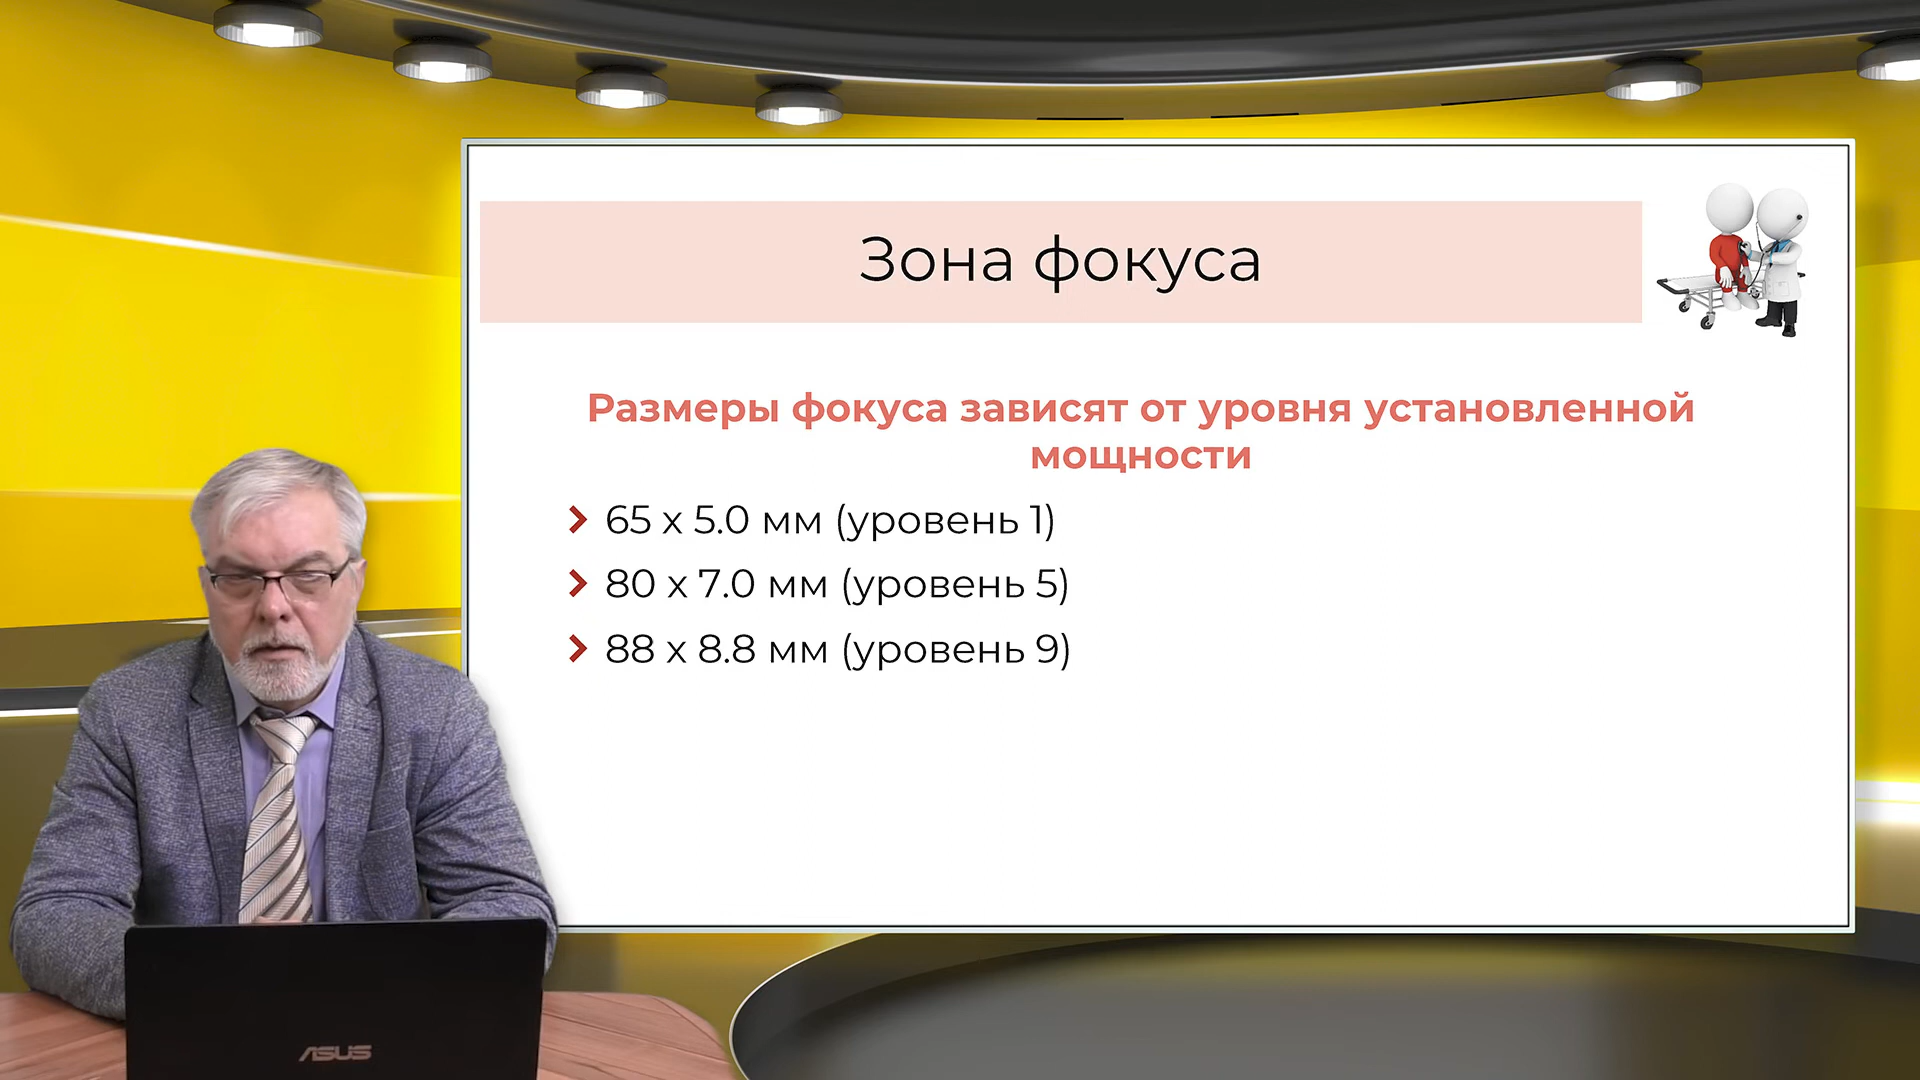 Зона фокуса
Размеры фокуса зависят от уровня установленной
мощности
65 x 5.0 мм (уровень 1)
80 x 7.0 мм (уровень 5)
88 x 8.8 мм (уровень 9)
ASUS